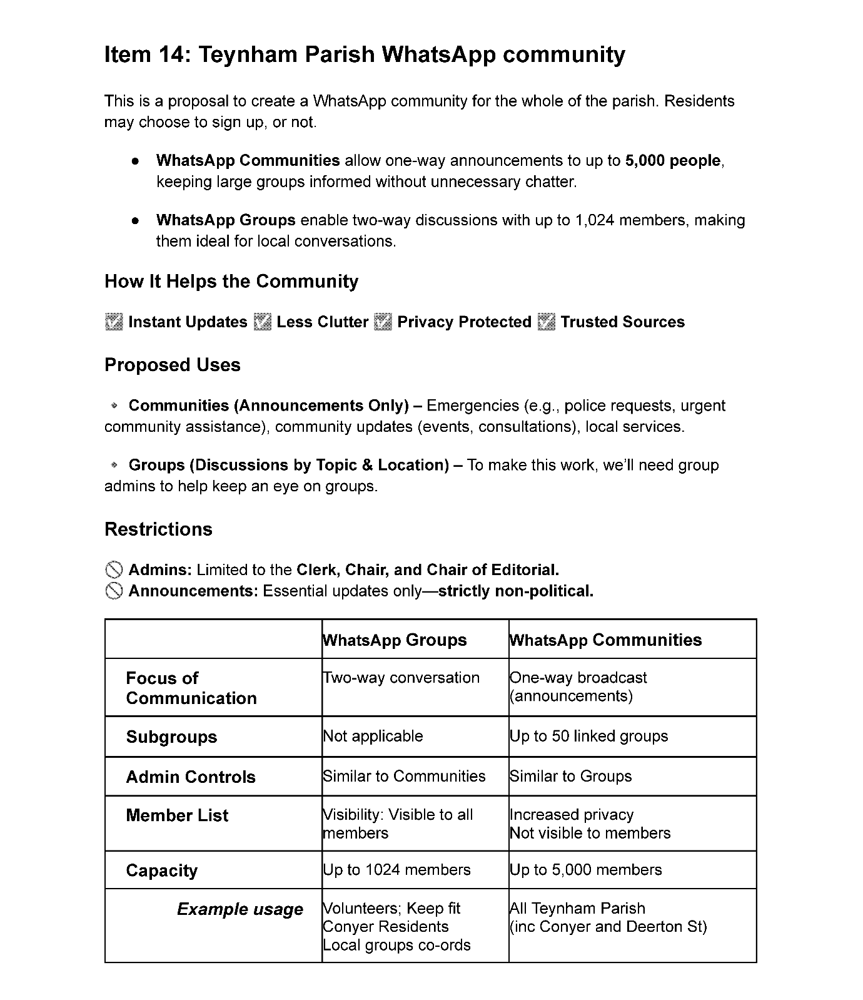 Item 14: Teynham Parish WhatsApp community
This is a proposal to create a WhatsApp community for the whole of the parish. Residents
may choose to sign up, or not.
● WhatsApp Communities allow one-way announcements to up to 5,000 people,
keeping large groups informed without unnecessary chatter.
● WhatsApp Groups enable two-way discussions with up to 1,024 members, making
them ideal for local conversations.
How It Helps the Community
✅ Instant Updates ✅ Less Clutter ✅ Privacy Protected ✅ Trusted Sources
Proposed Uses
🔹 Communities (Announcements Only) – Emergencies (e.g., police requests, urgent
community assistance), community updates (events, consultations), local services.
🔹 Groups (Discussions by Topic & Location) – To make this work, we’ll need group
admins to help keep an eye on groups.
Restrictions
🚫 Admins: Limited to the Clerk, Chair, and Chair of Editorial.
🚫 Announcements: Essential updates only—strictly non-political.
WhatsApp Groups WhatsApp Communities
Focus of Two-way conversation One-way broadcast
Communication (announcements)
Subgroups Not applicable Up to 50 linked groups
Admin Controls Similar to Communities Similar to Groups
Member List Visibility: Visible to all Increased privacy
members Not visible to members
Capacity Up to 1024 members Up to 5,000 members
Example usage Volunteers; Keep fit All Teynham Parish
Conyer Residents (inc Conyer and Deerton St)
Local groups co-ords